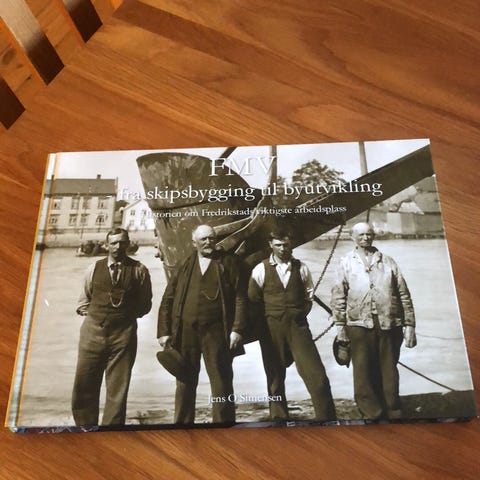 FMV
fra skipsbygging til byutvikling
Historien om Fredrikstads viktigste arbeidsplass
Jens O Simensen